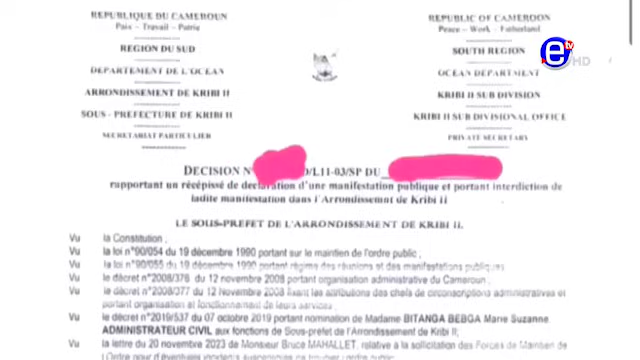 REPUBLIQUE DU CAMEROUN
Paix – Travail – Patrie
REGION DU SUD
DEPARTEMENT DE L'OCEAN
ARRONDISSEMENT DE KRIBI II
SOUS - PREFECTURE DE KRIBI II
SECRETARIAT PARTICULIER
REPUBLIC OF CAMEROON
Peace – Work – Fatherland
SOUTH REGION
OCEAN DEPARTMENT
KRIBI II SUB DIVISION
KRIBI II SUB DIVISIONAL OFFICE
PRIVATE SECRETARY
e tv HD
DECISION N° /L11-03/SP DU
rapportant un récépissé de déclaration d'une manifestation publique et portant interdiction de
ladite manifestation dans l'Arrondissement de Kribi II
LE SOUS-PREFET DE L'ARRONDISSEMENT DE KRIBI II,
Vu la Constitution ;
Vu la loi n°90/054 du 19 décembre 1990 portant sur le maintien de l'ordre public ;
Vu la loi n°90/055 du 19 décembre 1990 portant régime des réunions et des manifestations publiques
Vu le décret n°2008/376 du 12 novembre 2008 portant organisation administrative du Cameroun ;
Vu le décret n°2008/377 du 12 Novembre 2008 fixant les attributions des chefs de circonscriptions administratives et
portant organisation et fonctionnement de leurs services ;
Vu le décret n°2019/537 du 07 octobre 2019 portant nomination de Madame BITANGA BEBGA Marie Suzanne
ADMINISTRATEUR CIVIL aux fonctions de Sous-préfet de l'Arrondissement de Kribi II;
Vu la lettre du 20 novembre 2023 de Monsieur Bruce MAHALLET, relative à la sollicitation des Forces de Maintien
de l'Ordre pour d'éventuels incidents